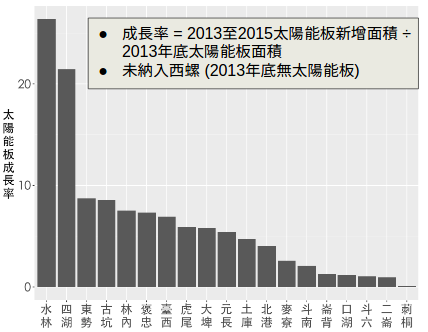 ● 成長率 = 2013至2015太陽能板新增面積 ÷
2013年底太陽能板面積
● 未納入西螺 (2013年底無太陽能板)
太陽能板成長率
20
10
0
水林 四湖 東勢 古坑 林內 褒忠 臺西 虎尾 大埤 元長 土庫 北港 麥寮 斗南 崙背 口湖 斗六 二崙 莿桐